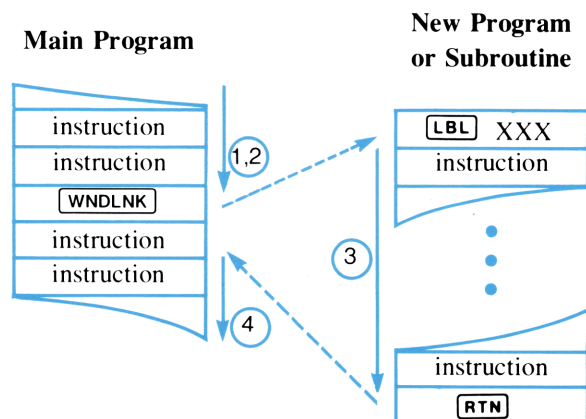 Main Program
instruction
instruction
WNDLNK
instruction
instruction
1,2
4
New Program
or Subroutine
LBL XXX
instruction
3
instruction
RTN